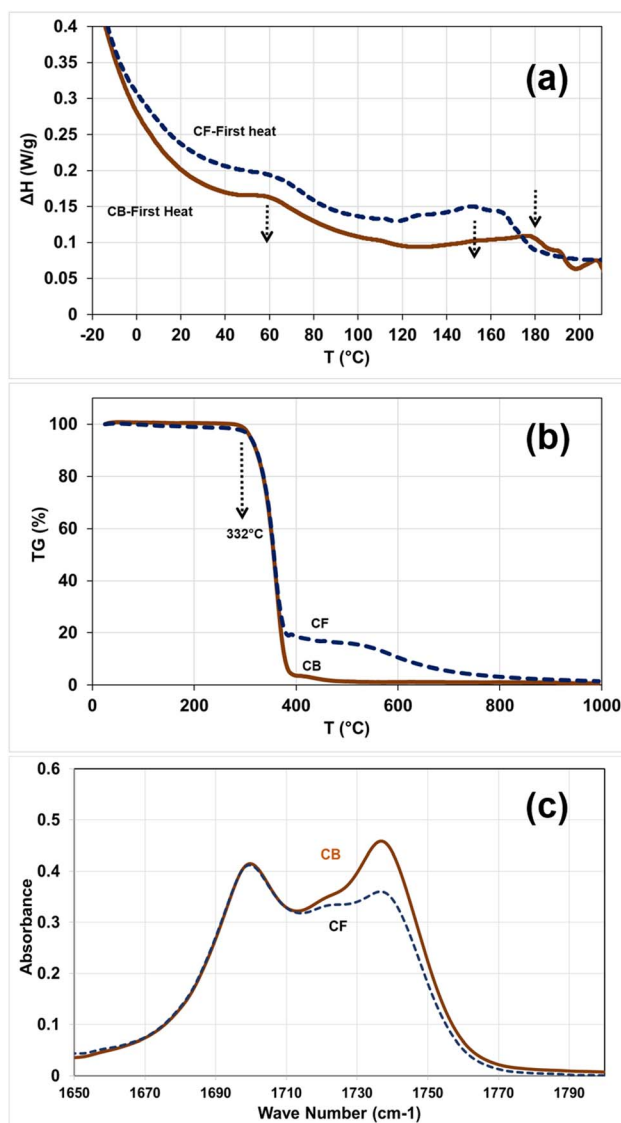 (a)
ΔH (W/g)
0.4
0.35
0.3
0.25
0.2
0.15
0.1
0.05
0
CF-First heat
CB-First Heat
-20 0 20 40 60 80 100 120 140 160 180 200
T (°C)
(b)
TG (%)
100
80
60
40
20
0
332°C
CF
CB
0 200 400 600 800 1000
T (°C)
(c)
Absorbance
0.6
0.5
0.4
0.3
0.2
0.1
0
CB
CF
1650 1670 1690 1710 1730 1750 1770 1790
Wave Number (cm-1)